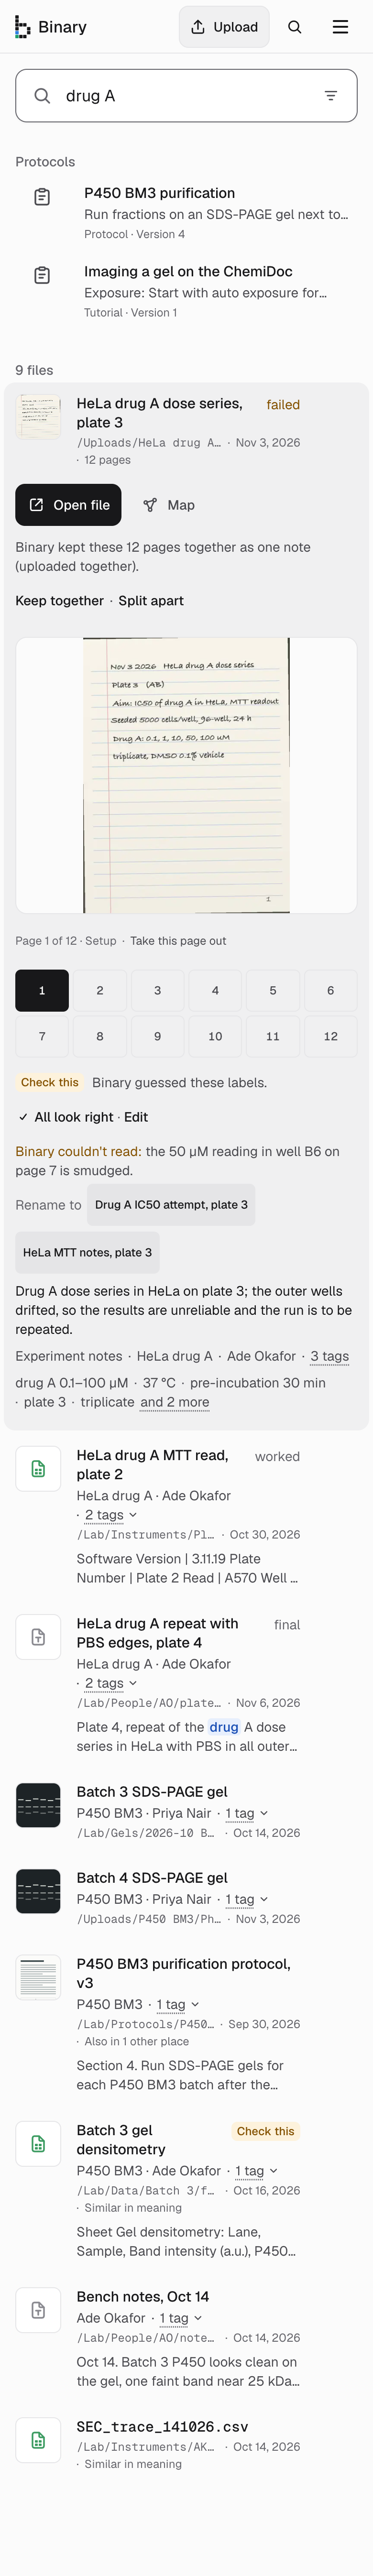 Binary
Upload
drug A
Protocols
P450 BM3 purification
Run fractions on an SDS-PAGE gel next to...
Protocol · Version 4
Imaging a gel on the ChemiDoc
Exposure: Start with auto exposure for...
Tutorial · Version 1
9 files
HeLa drug A dose series, plate 3
failed
/Uploads/HeLa drug A… · Nov 3, 2026
· 12 pages
Open file
Map
Binary kept these 12 pages together as one note
(uploaded together).
Keep together · Split apart
Nov 3 2026 HeLa drug A dose series
Plate 3 (AB)
Aim: IC50 of drug A in HeLa, MTT readout
Seeded 5000 cells/well, 96-well, 24 h
Drug A: 0.1, 1, 10, 50, 100 uM
triplicate, DMSO 0.1% vehicle
1
Page 1 of 12 · Setup · Take this page out
1 2 3 4 5 6
7 8 9 10 11 12
Check this Binary guessed these labels.
All look right · Edit
Binary couldn't read: the 50 µM reading in well B6 on
page 7 is smudged.
Rename to Drug A IC50 attempt, plate 3
HeLa MTT notes, plate 3
Drug A dose series in HeLa on plate 3; the outer wells
drifted, so the results are unreliable and the run is to be
repeated.
Experiment notes · HeLa drug A · Ade Okafor · 3 tags
drug A 0.1–100 µM · 37 °C · pre-incubation 30 min
· plate 3 · triplicate and 2 more
HeLa drug A MTT read,
plate 2
worked
HeLa drug A · Ade Okafor
· 2 tags
/Lab/Instruments/Pl… · Oct 30, 2026
Software Version | 3.11.19 Plate
Number | Plate 2 Read | A570 Well ...
HeLa drug A repeat with
PBS edges, plate 4
final
HeLa drug A · Ade Okafor
· 2 tags
/Lab/People/AO/plate… · Nov 6, 2026
Plate 4, repeat of the drug A dose
series in HeLa with PBS in all outer...
Batch 3 SDS-PAGE gel
P450 BM3 · Priya Nair · 1 tag
/Lab/Gels/2026-10 B… · Oct 14, 2026
Batch 4 SDS-PAGE gel
P450 BM3 · Priya Nair · 1 tag
/Uploads/P450 BM3/Ph… · Nov 3, 2026
P450 BM3 purification protocol,
v3
P450 BM3 · 1 tag
/Lab/Protocols/P450… · Sep 30, 2026
· Also in 1 other place
Section 4. Run SDS-PAGE gels for
each P450 BM3 batch after the...
Batch 3 gel
densitometry
Check this
P450 BM3 · Ade Okafor · 1 tag
/Lab/Data/Batch 3/f… · Oct 16, 2026
· Similar in meaning
Sheet Gel densitometry: Lane,
Sample, Band intensity (a.u.), P450...
Bench notes, Oct 14
Ade Okafor · 1 tag
/Lab/People/AO/note… · Oct 14, 2026
Oct 14. Batch 3 P450 looks clean on
the gel, one faint band near 25 kDa...
SEC_trace_141026.csv
/Lab/Instruments/AK… · Oct 14, 2026
· Similar in meaning